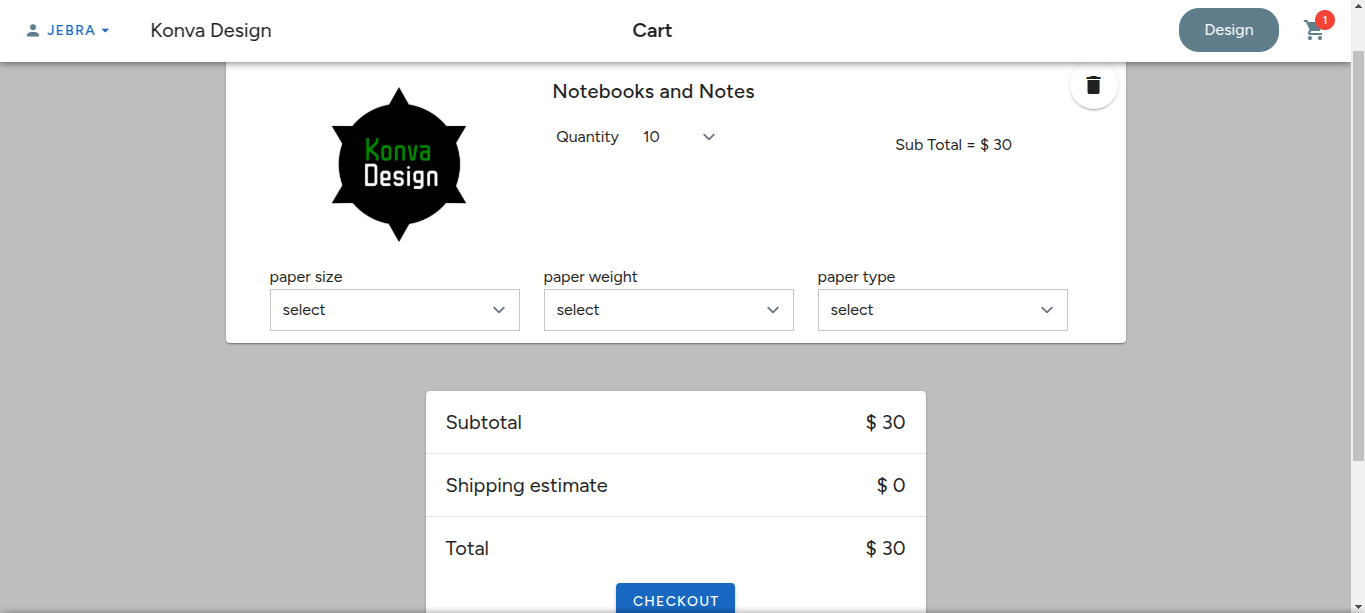 JEBRA
Konva Design
Cart
Design
1
Notebooks and Notes
Konva
Design
Quantity 10
Sub Total = $ 30
paper size
select
paper weight
select
paper type
select
Subtotal $ 30
Shipping estimate $ 0
Total $ 30
CHECKOUT